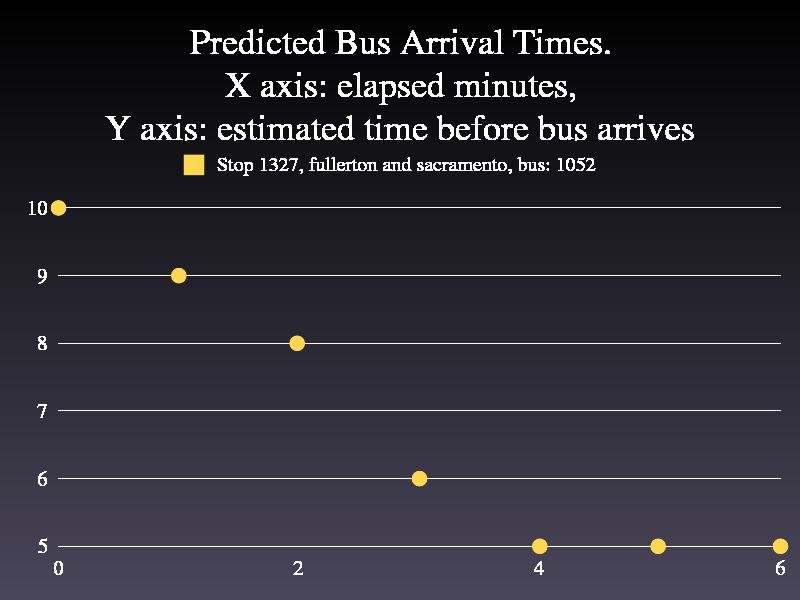 Predicted Bus Arrival Times.
X axis: elapsed minutes,
Y axis: estimated time before bus arrives
Stop 1327, fullerton and sacramento, bus: 1052
10
9
8
7
6
5
0 2 4 6